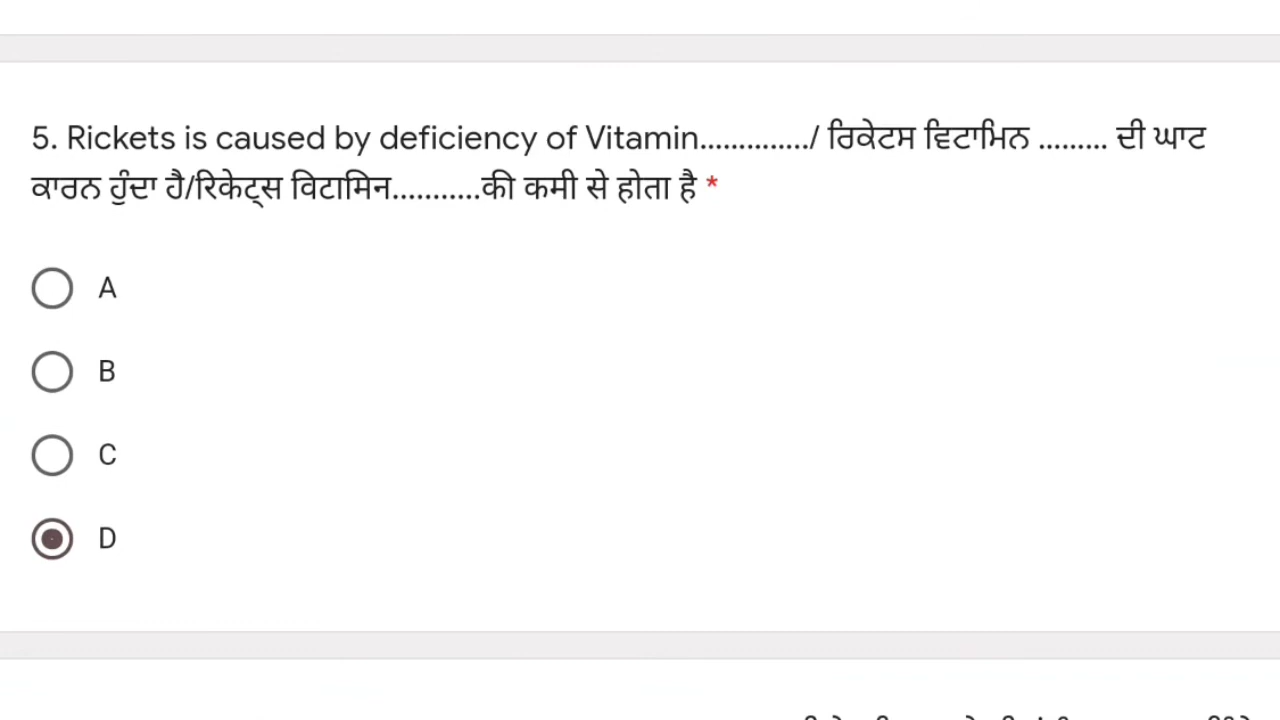 5. Rickets is caused by deficiency of Vitamin............../ ਰਿਕੇਟਸ ਵਿਟਾਮਿਨ ......... ਦੀ ਘਾਟ
ਕਾਰਨ ਹੁੰਦਾ ਹੈ/रिकेट्स विटामिन...........की कमी से होता है *
A
B
C
D